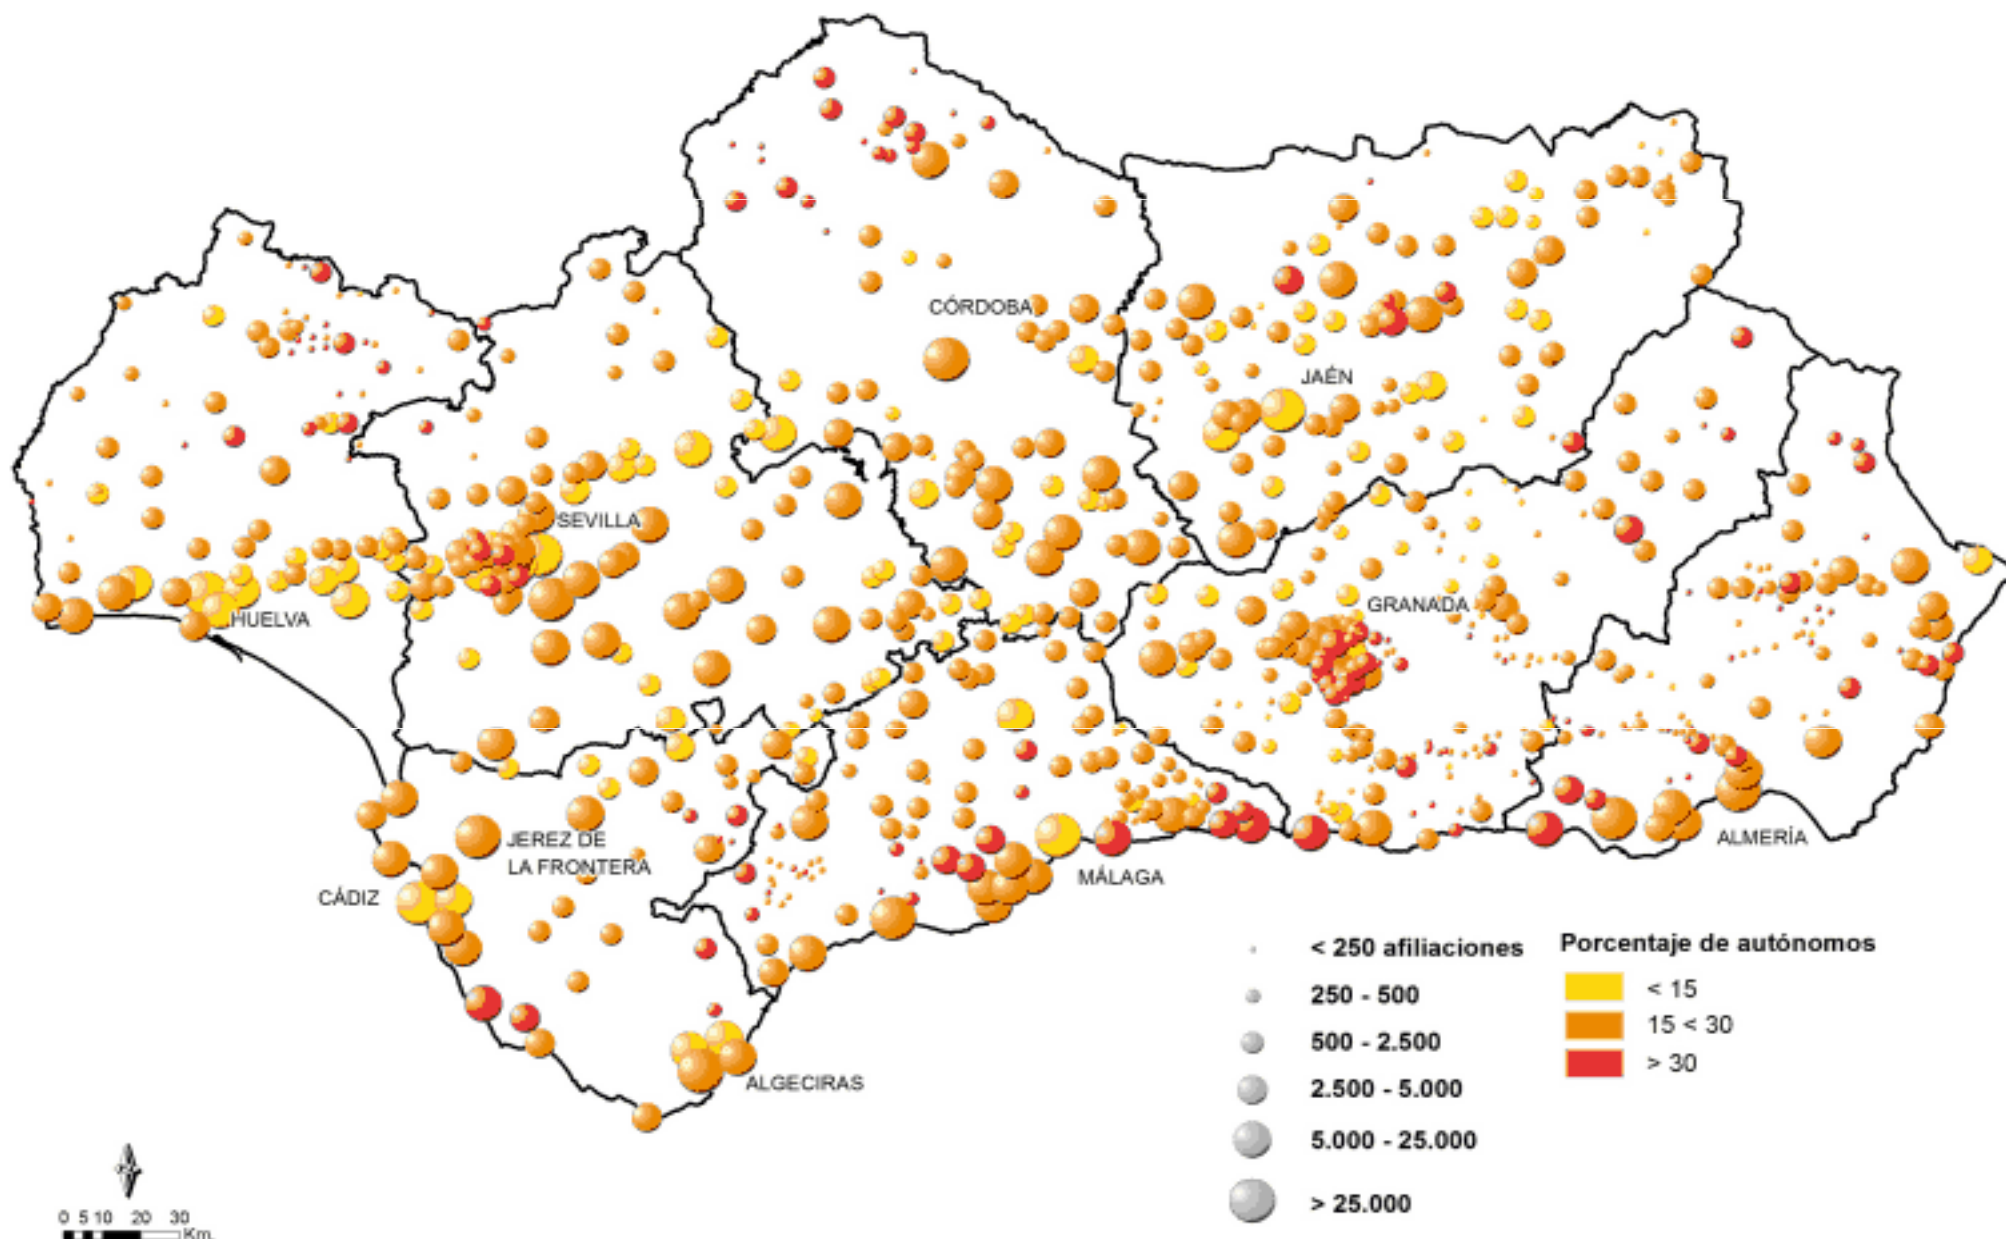 CÓRDOBA
JAÉN
SEVILLA
HUELVA
GRANADA
JEREZ DE
LA FRONTERA
CÁDIZ
MÁLAGA
ALMERÍA
ALGECIRAS
< 250 afiliaciones
250 - 500
500 - 2.500
2.500 - 5.000
5.000 - 25.000
> 25.000
Porcentaje de autónomos
< 15
15 < 30
> 30
0 5 10 20 30
Km.